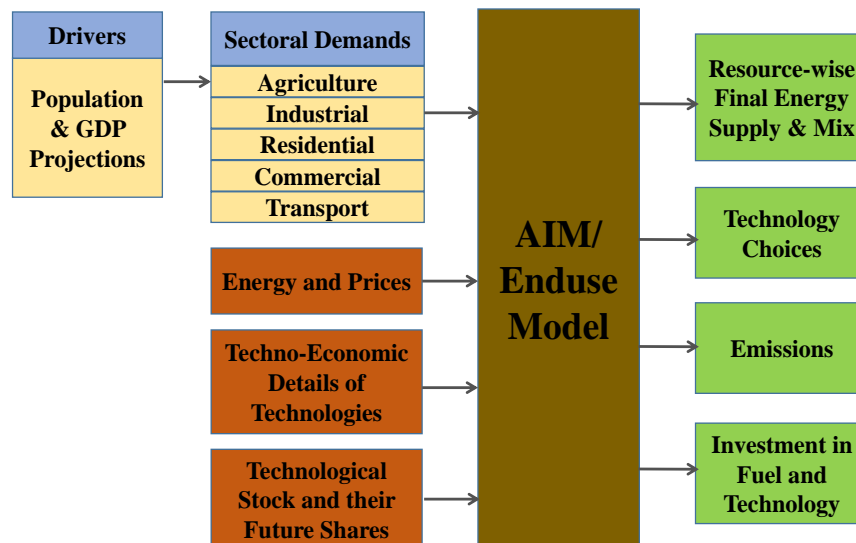 Drivers
Population
& GDP
Projections
Sectoral Demands
Agriculture
Industrial
Residential
Commercial
Transport
Energy and Prices
Techno-Economic
Details of
Technologies
Technological
Stock and their
Future Shares
AIM/
Enduse
Model
Resource-wise
Final Energy
Supply & Mix
Technology
Choices
Emissions
Investment in
Fuel and
Technology